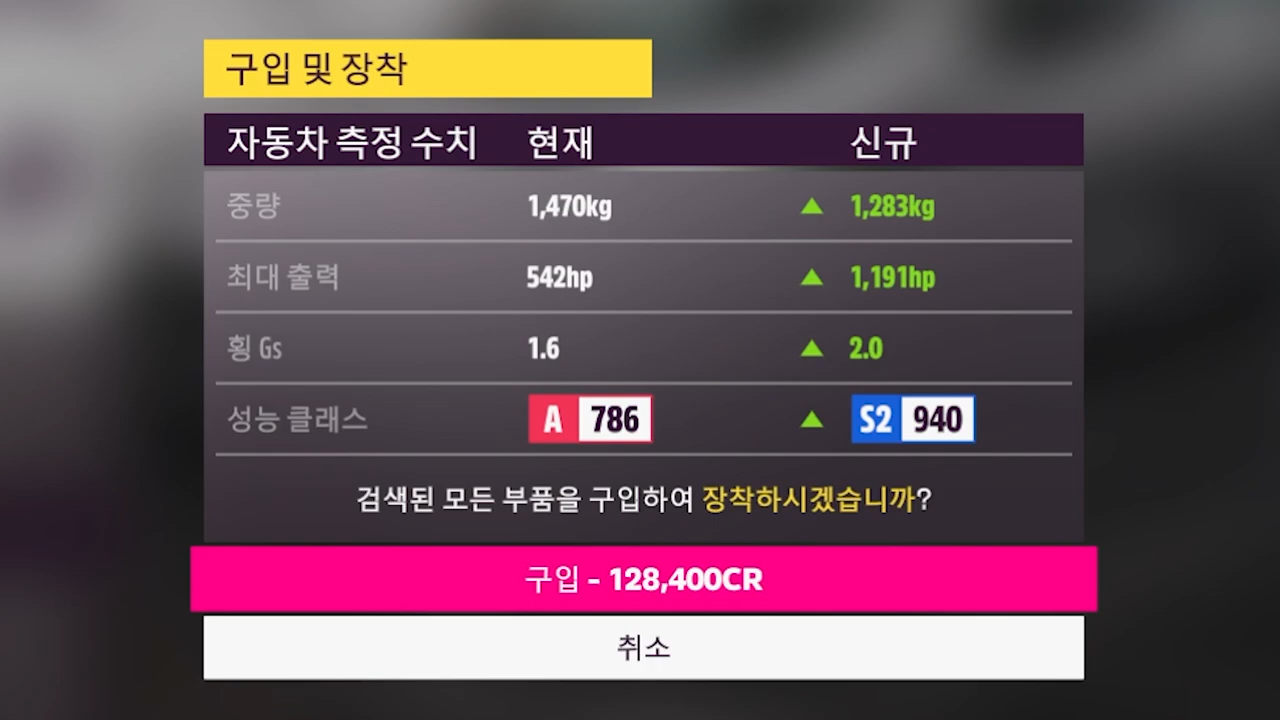 구입 및 장착
자동차 측정 수치 현재 신규
중량 1,470kg 1,283kg
최대 출력 542hp 1,191hp
횡 Gs 1.6 2.0
성능 클래스 A 786 S2 940
검색된 모든 부품을 구입하여 장착하시겠습니까?
구입 - 128,400CR
취소